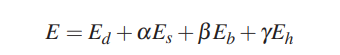 E = E_d + αE_s + βE_b + γE_h